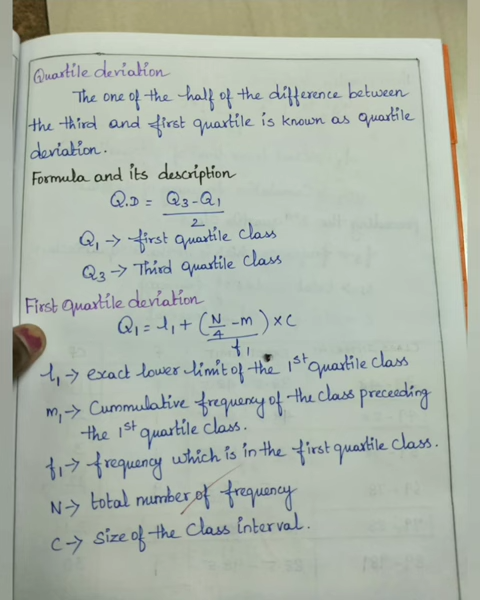 Quartile deviation
The one of the half of the difference between
the third and first quartile is known as quartile
deviation.
Formula and its description
Q.D = Q₃-Q₁
2
Q₁ → first quartile class
Q₃ → Third quartile class
First Quartile deviation
Q₁ = l₁ + (N/4 - m) × C
f₁
l₁ → exact lower limit of the 1st quartile class
m₁ → Cummulative frequency of the class preceeding
the 1st quartile class.
f₁ → frequency which is in the first quartile class.
N → total number of frequency
C → Size of the Class interval.